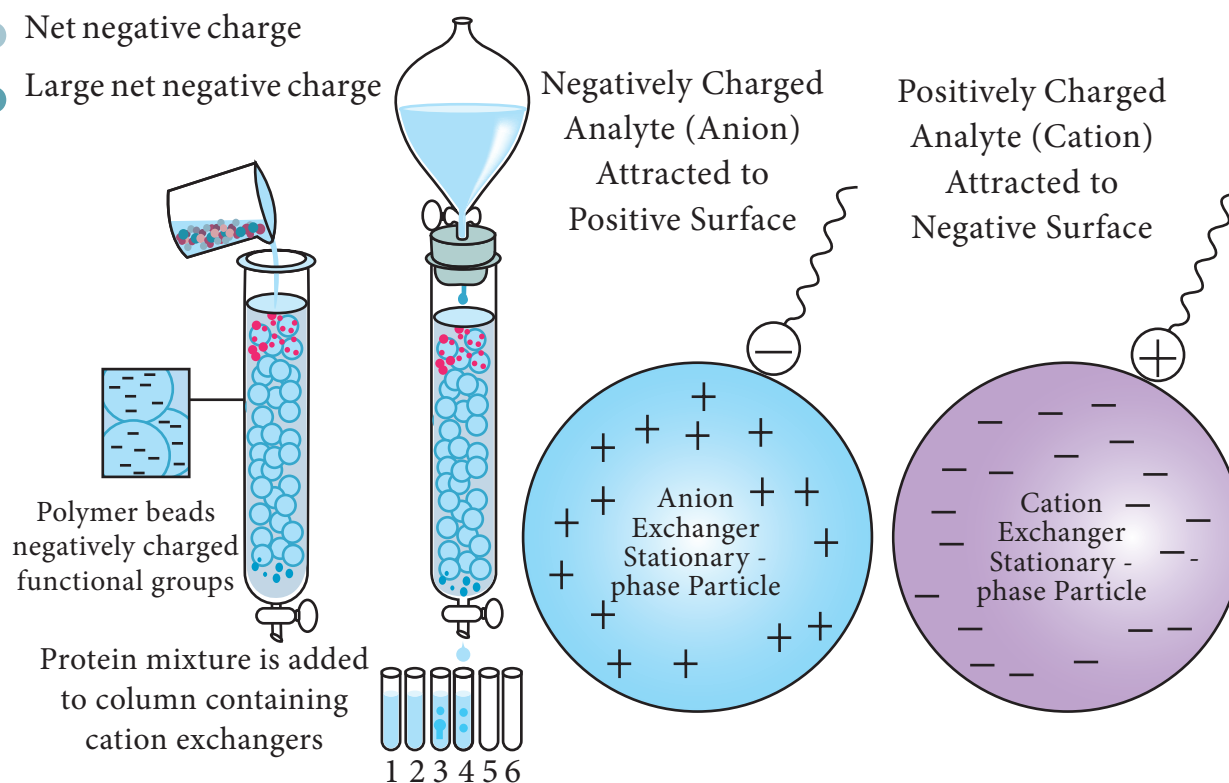 Net negative charge
Large net negative charge
Negatively Charged
Analyte (Anion)
Attracted to
Positive Surface
Positively Charged
Analyte (Cation)
Attracted to
Negative Surface
Polymer beads
negatively charged
functional groups
Anion
Exchanger
Stationary -
phase Particle
Cation
Exchanger
Stationary -
phase Particle
Protein mixture is added
to column containing
cation exchangers
1 2 3 4 5 6